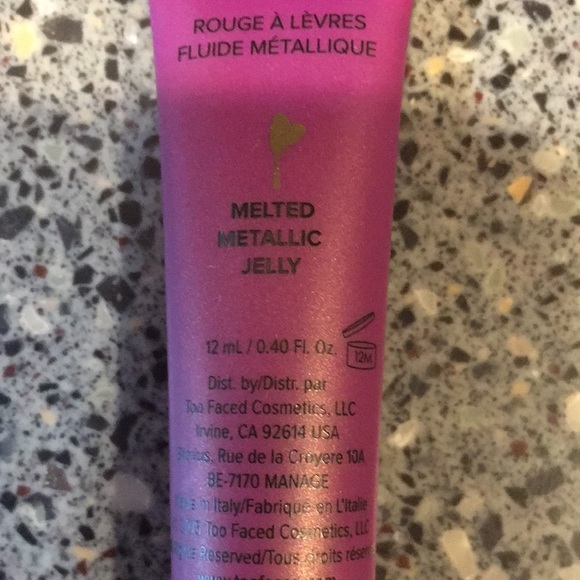 ROUGE À LÈVRES
FLUIDE MÉTALLIQUE
MELTED
METALLIC
JELLY
12 mL / 0.40 Fl. Oz.
12M
Dist. by/Distr. par
Too Faced Cosmetics, LLC
Irvine, CA 92614 USA
Rue de la Croyere 10A
BE-7170 MANAGE
in Italy/Fabriqué en L'Italie
Too Faced Cosmetics, LLC
Reserved/Tous droits